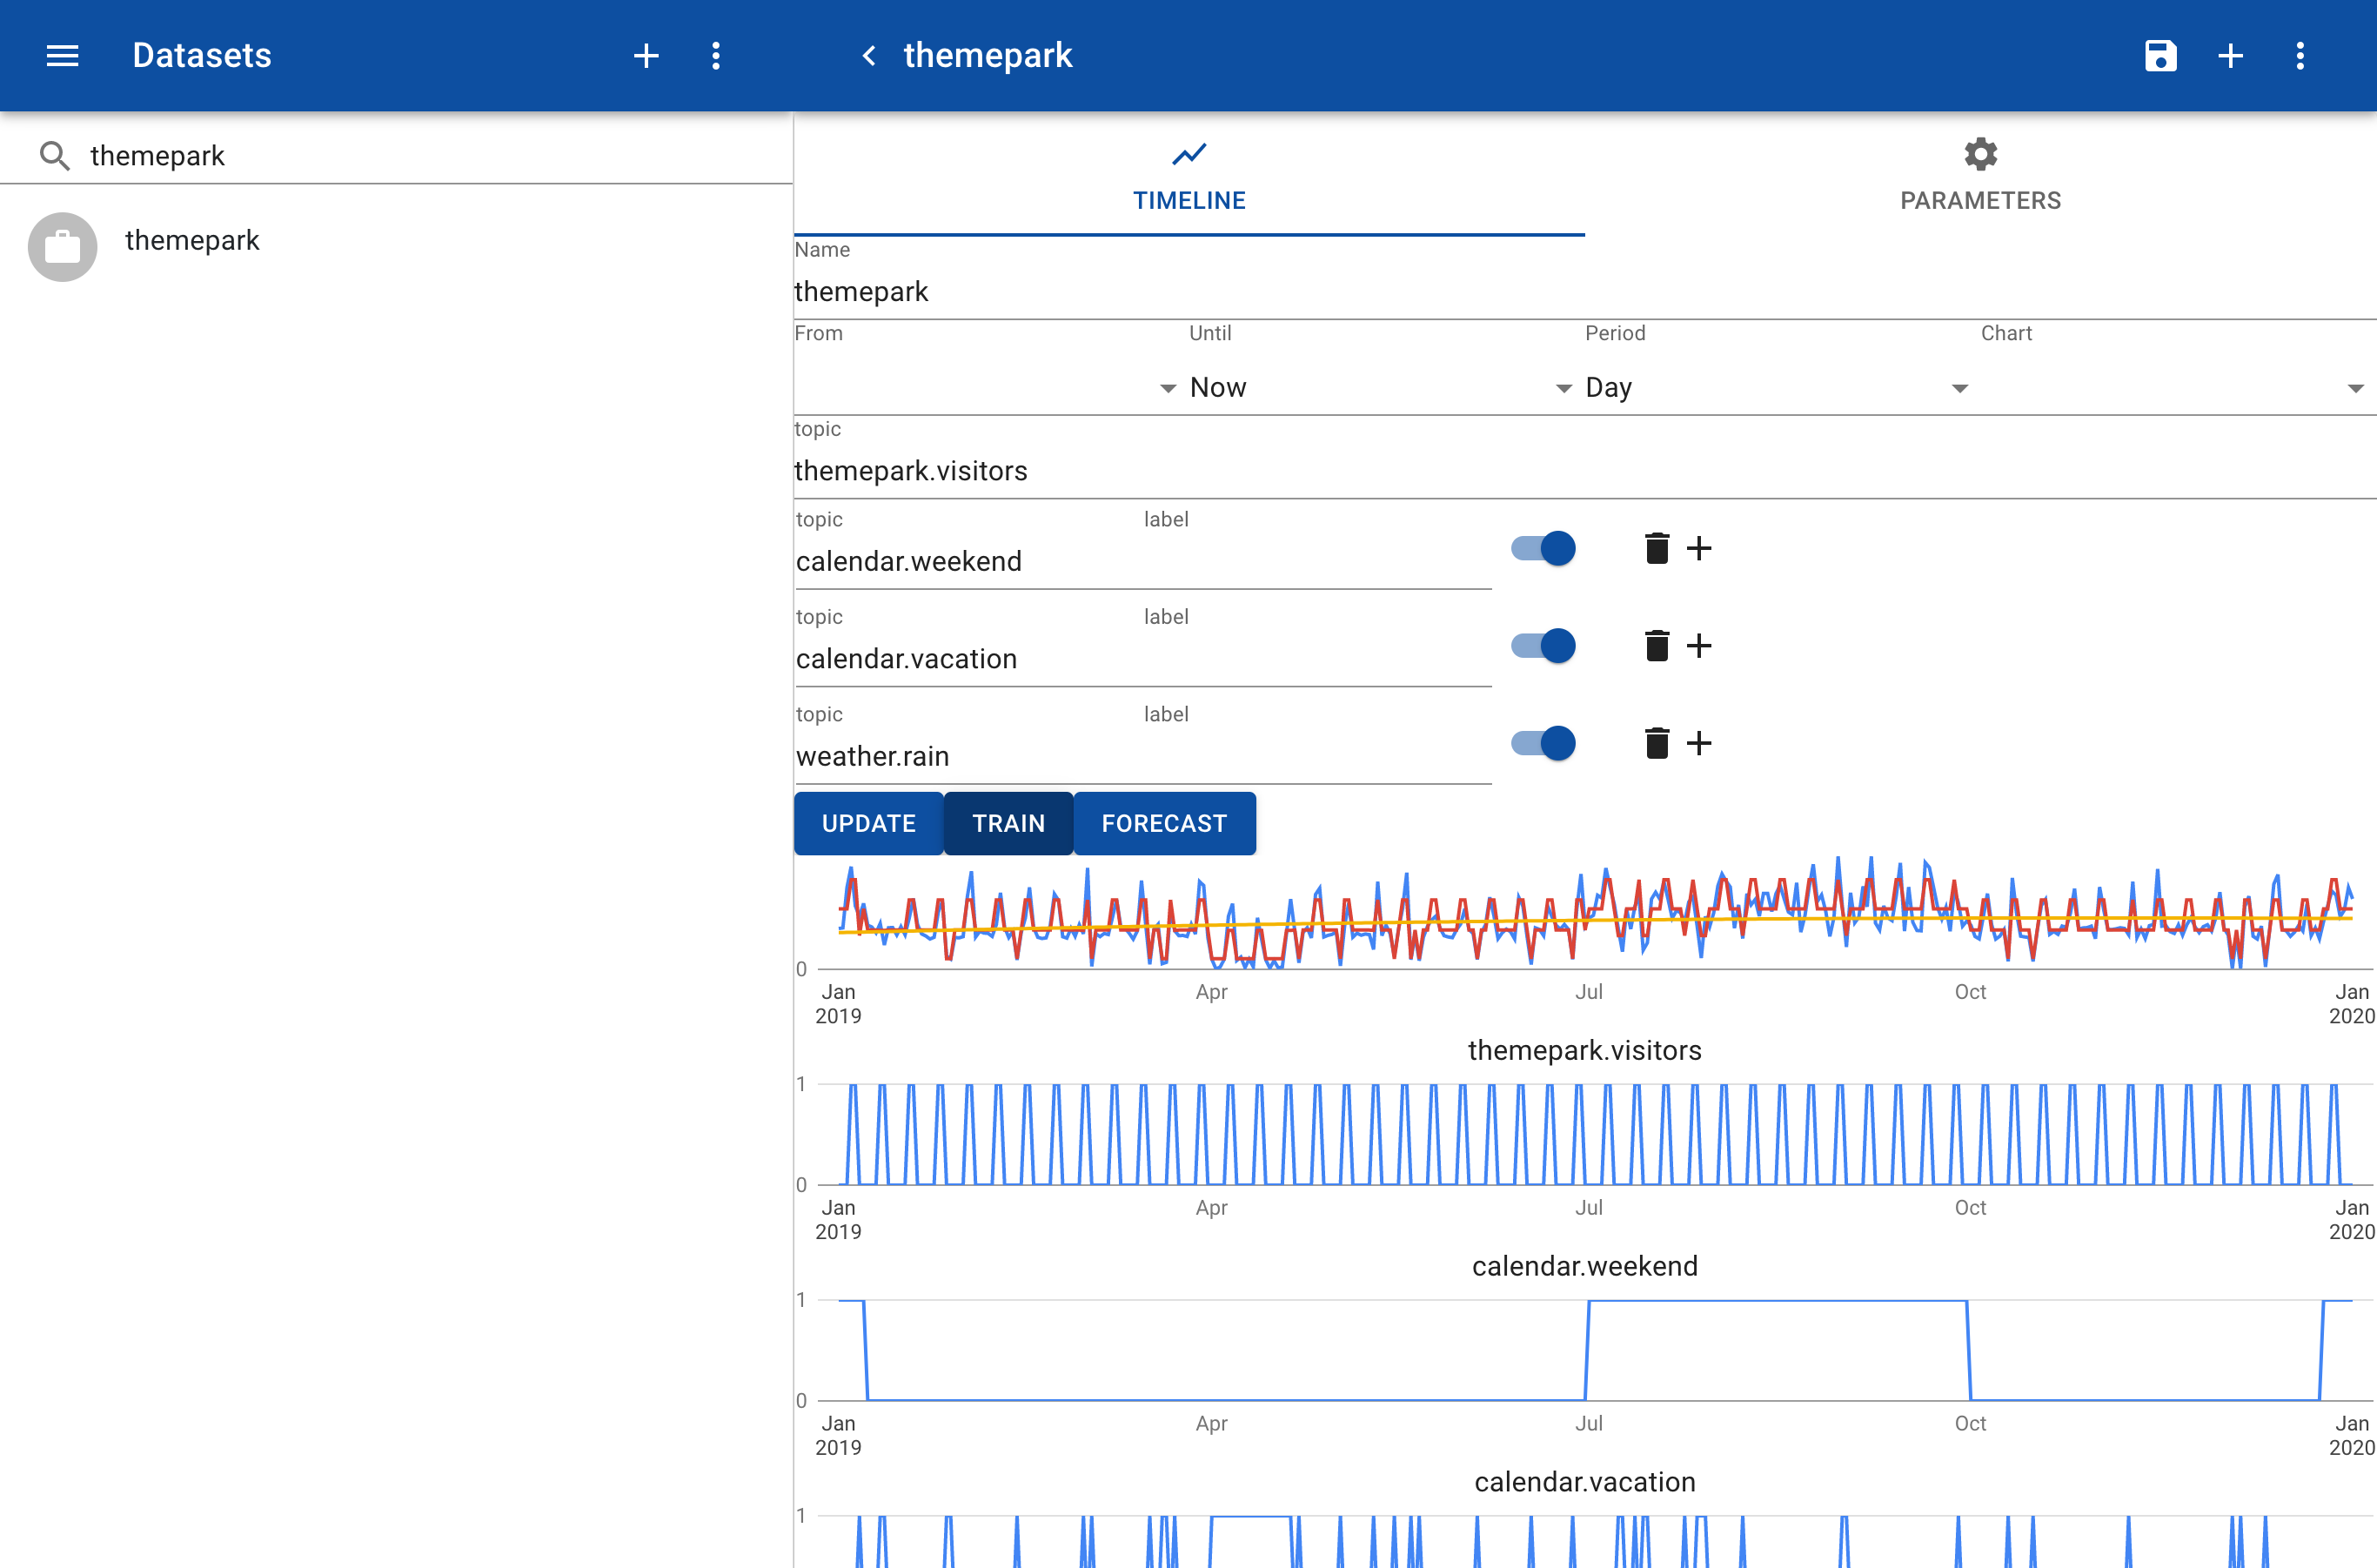 Datasets
themepark
themepark
themepark
TIMELINE
PARAMETERS
Name
themepark
From Until Period Chart
Now Day
topic
themepark.visitors
topic label
calendar.weekend
topic label
calendar.vacation
topic label
weather.rain
UPDATE TRAIN FORECAST
0
Jan Apr Jul Oct Jan
2019 2020
themepark.visitors
1
0
Jan Apr Jul Oct Jan
2019 2020
calendar.weekend
1
0
Jan Apr Jul Oct Jan
2019 2020
calendar.vacation
1